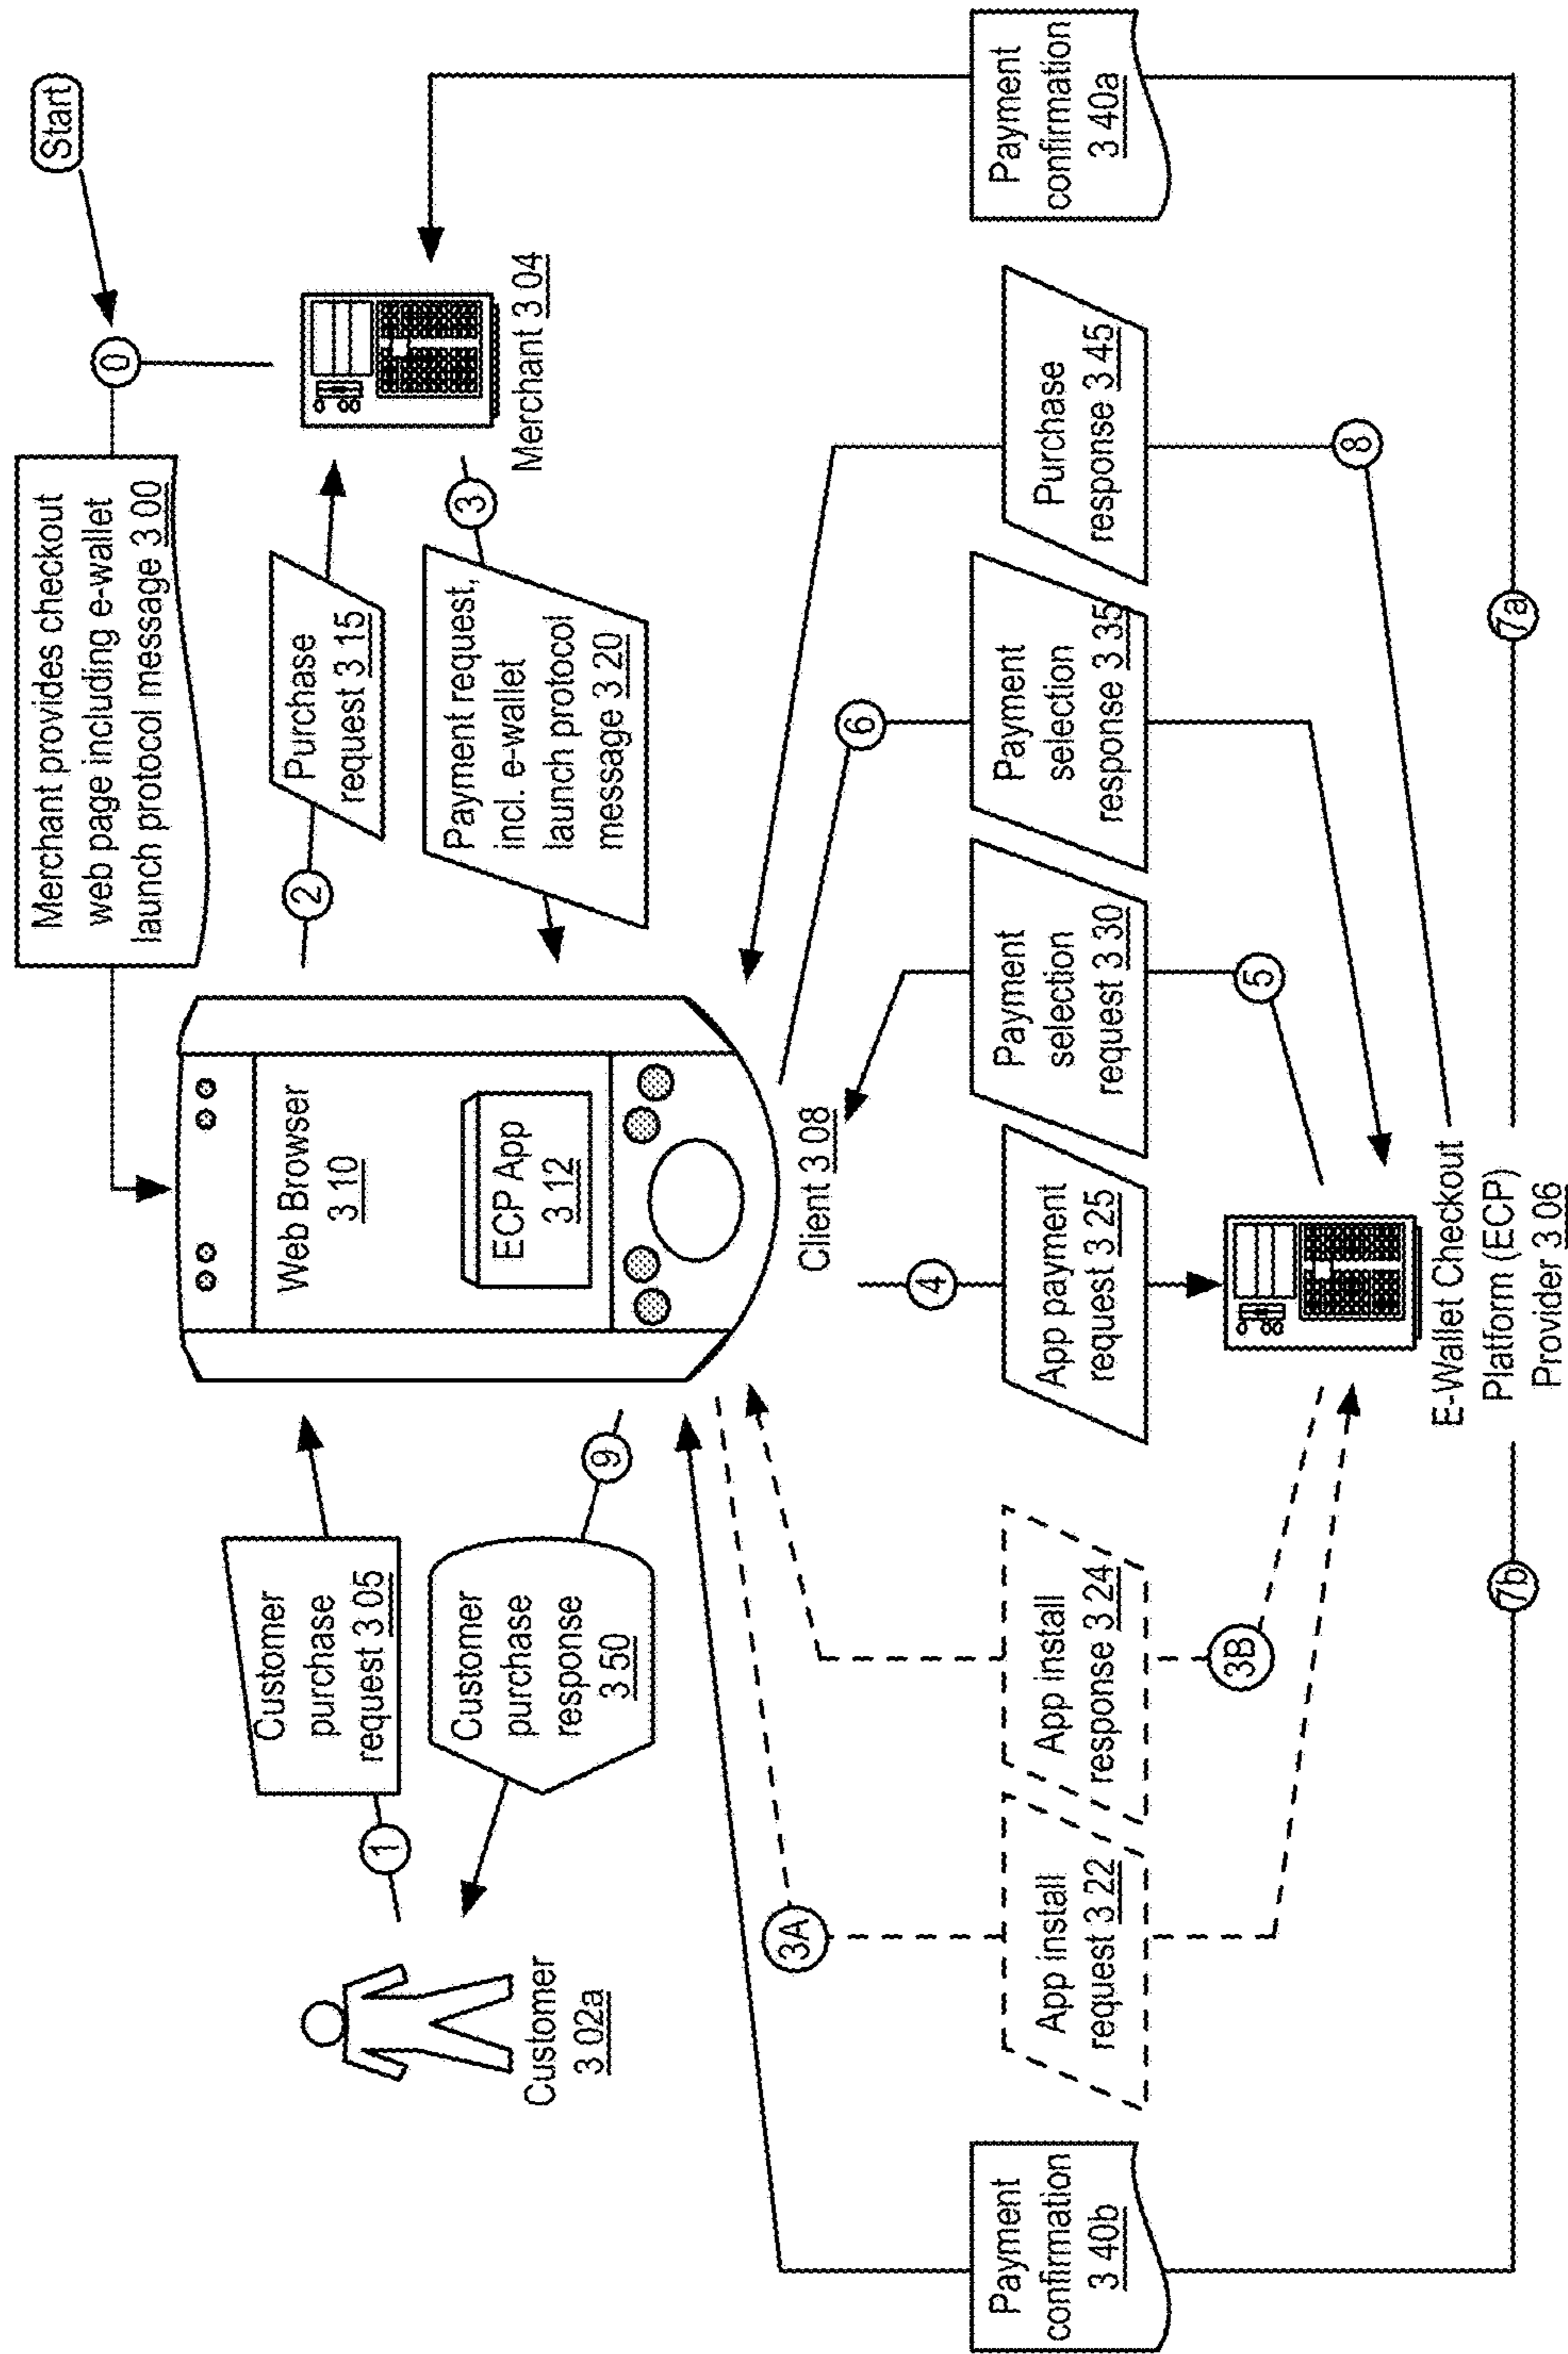 Start
0
Merchant provides checkout
web page including e-wallet
launch protocol message 3 00
Customer
purchase
request 3 05
1
Customer
3 02a
Customer
purchase
response
3 50
9
Web Browser
3 10
ECP App
3 12
Client 3 08
2
Purchase
request 3 15
3
Payment request,
incl. e-wallet
launch protocol
message 3 20
Merchant 3 04
Payment
confirmation
3 40b
3A
App install
request 3 22
App install
response 3 24
3B
4
App payment
request 3 25
Payment
selection
request 3 30
5
6
Payment
selection
response 3 35
Purchase
response 3 45
8
Payment
confirmation
3 40a
7b
E-Wallet Checkout
Platform (ECP)
Provider 3 06
7a